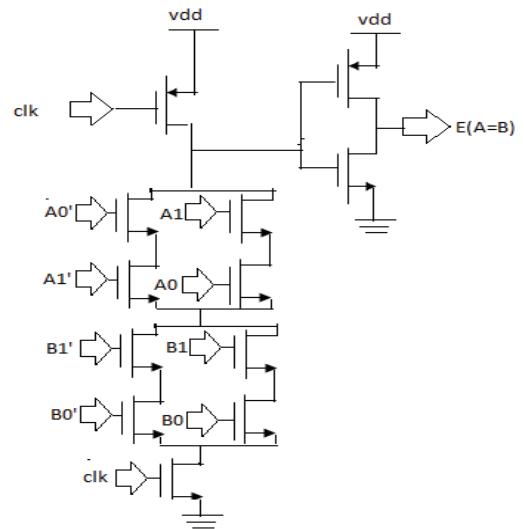 vdd
vdd
clk
E(A=B)
A0'
A1
A1'
A0
B1'
B1
B0'
B0
clk